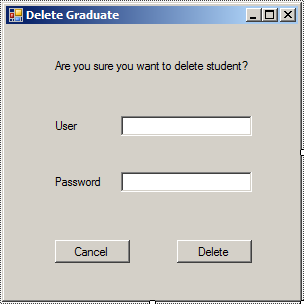 Delete Graduate
Are you sure you want to delete student?
User
Password
Cancel
Delete